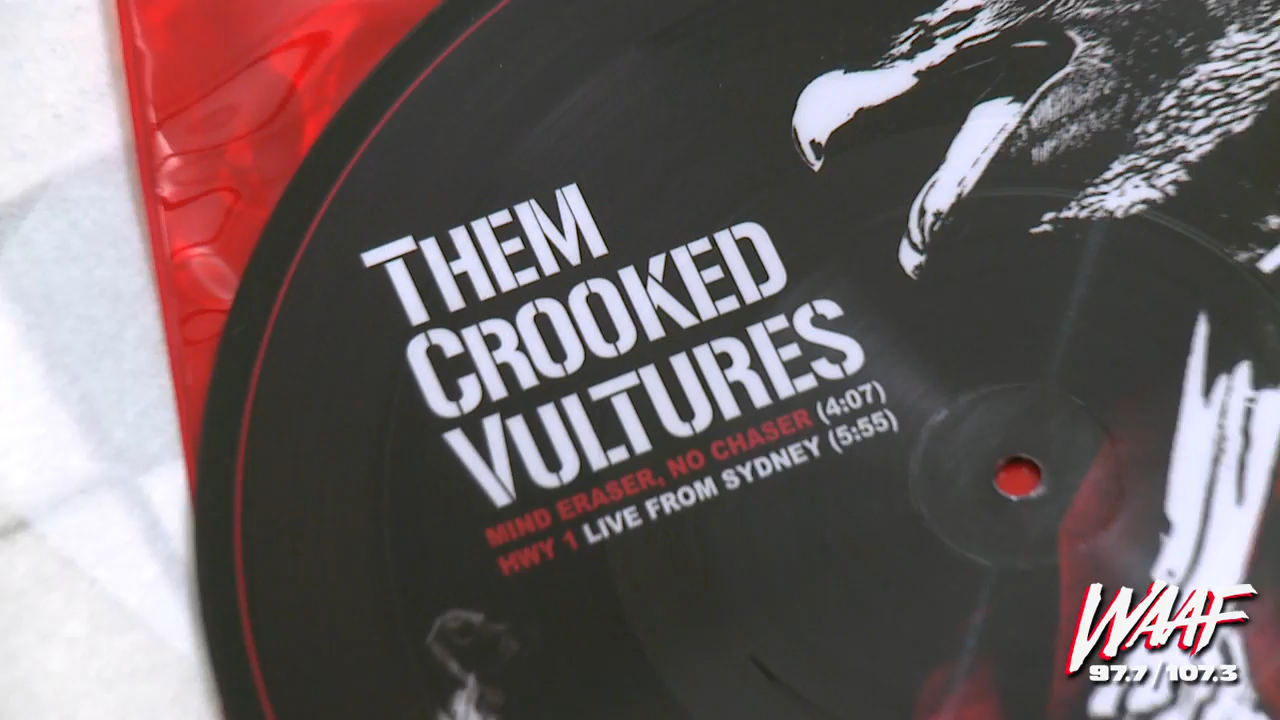 THEM
CROOKED
VULTURES
MIND ERASER, NO CHASER (4:07)
HWY 1 LIVE FROM SYDNEY (5:55)
WAAF
97.7/107.3